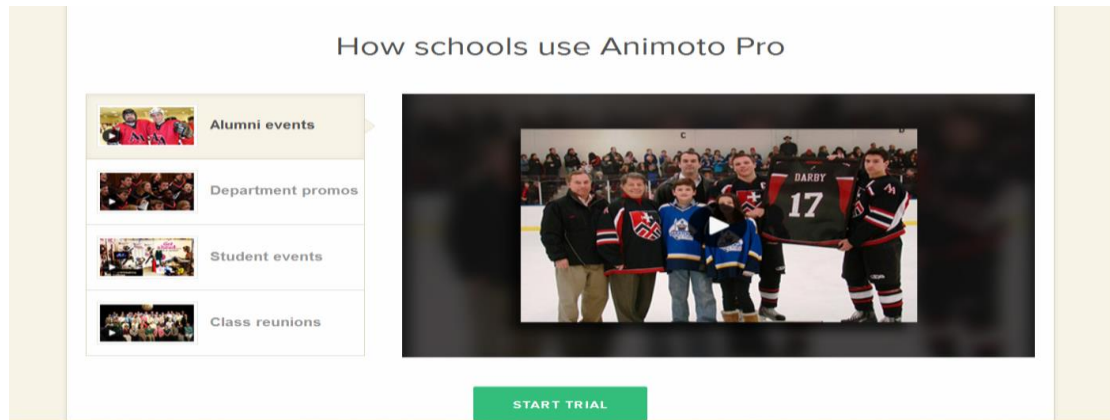 How schools use Animoto Pro
Alumni events
Department promos
Student events
Class reunions
C
DARBY
17
START TRIAL